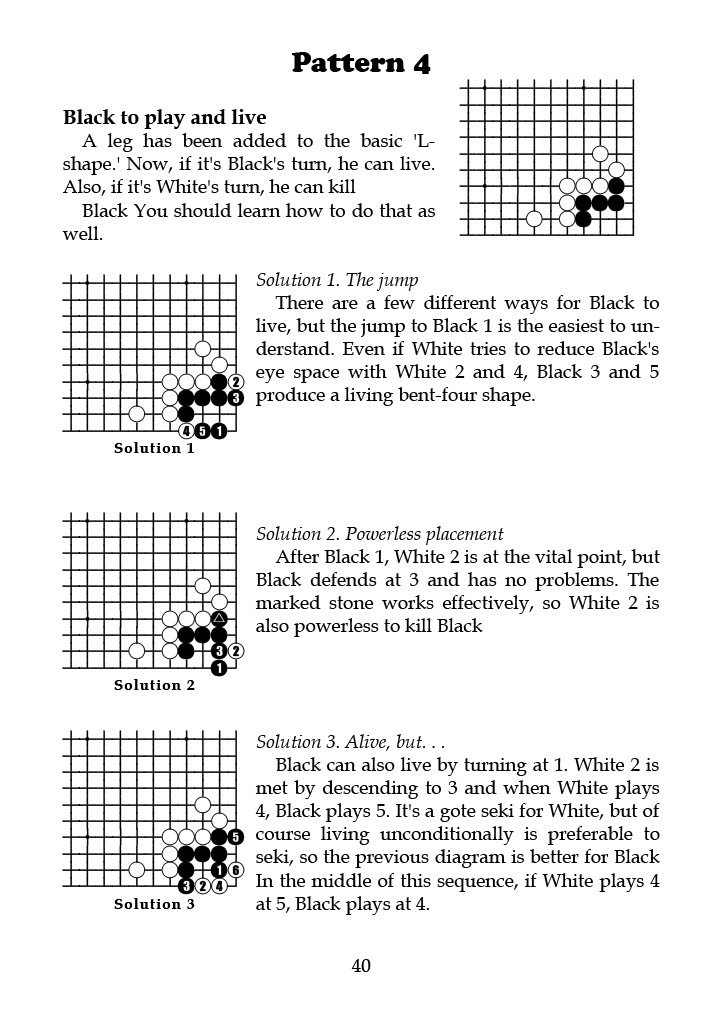 Pattern 4
Black to play and live
A leg has been added to the basic 'L-
shape.' Now, if it's Black's turn, he can live.
Also, if it's White's turn, he can kill
Black You should learn how to do that as
well.
Solution 1. The jump
There are a few different ways for Black to
live, but the jump to Black 1 is the easiest to un-
derstand. Even if White tries to reduce Black's
eye space with White 2 and 4, Black 3 and 5
produce a living bent-four shape.
2
3
4 5 1
Solution 1
Solution 2. Powerless placement
After Black 1, White 2 is at the vital point, but
Black defends at 3 and has no problems. The
marked stone works effectively, so White 2 is
also powerless to kill Black
3 2
1
Solution 2
Solution 3. Alive, but. . .
Black can also live by turning at 1. White 2 is
met by descending to 3 and when White plays
4, Black plays 5. It's a gote seki for White, but of
course living unconditionally is preferable to
seki, so the previous diagram is better for Black
In the middle of this sequence, if White plays 4
at 5, Black plays at 4.
5
1 6
3 2 4
Solution 3
40